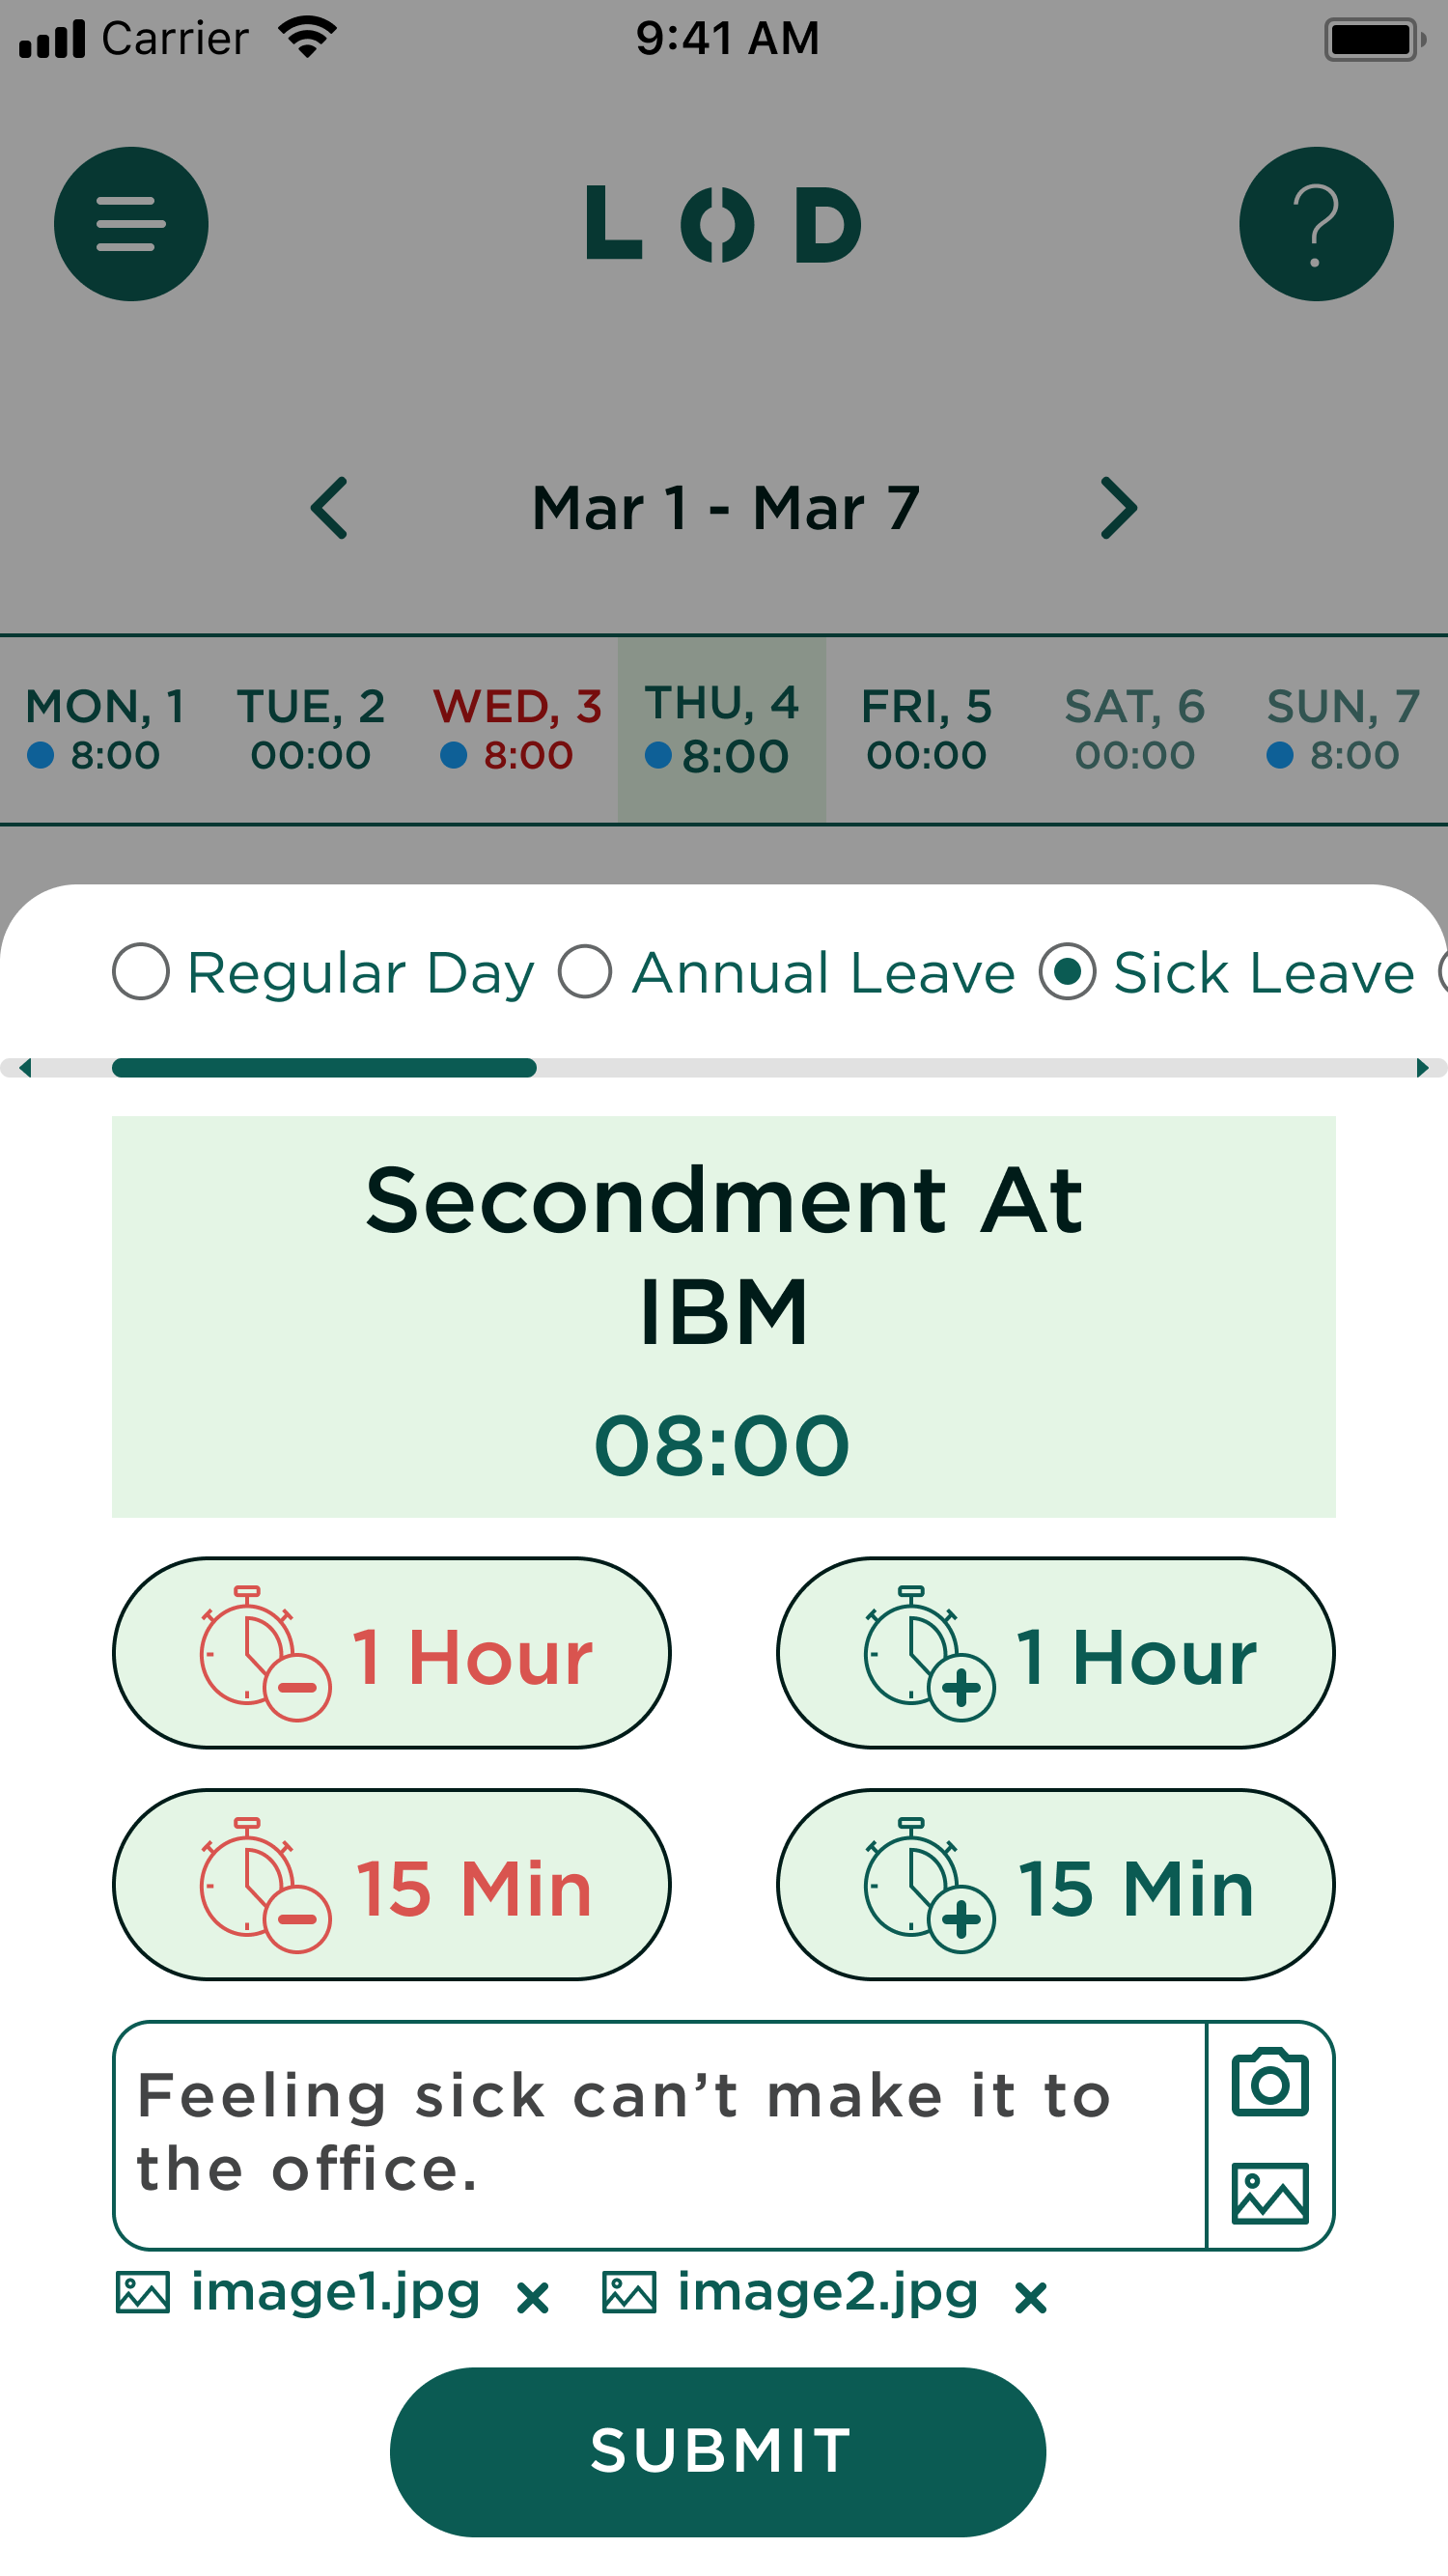 Carrier 9:41 AM
LOD
?
Mar 1 - Mar 7
MON, 1 TUE, 2 WED, 3 THU, 4 FRI, 5 SAT, 6 SUN, 7
8:00 00:00 8:00 8:00 00:00 00:00 8:00
Regular Day Annual Leave Sick Leave
Secondment At
IBM
08:00
1 Hour 1 Hour
15 Min 15 Min
Feeling sick can’t make it to
the office.
image1.jpg × image2.jpg ×
SUBMIT